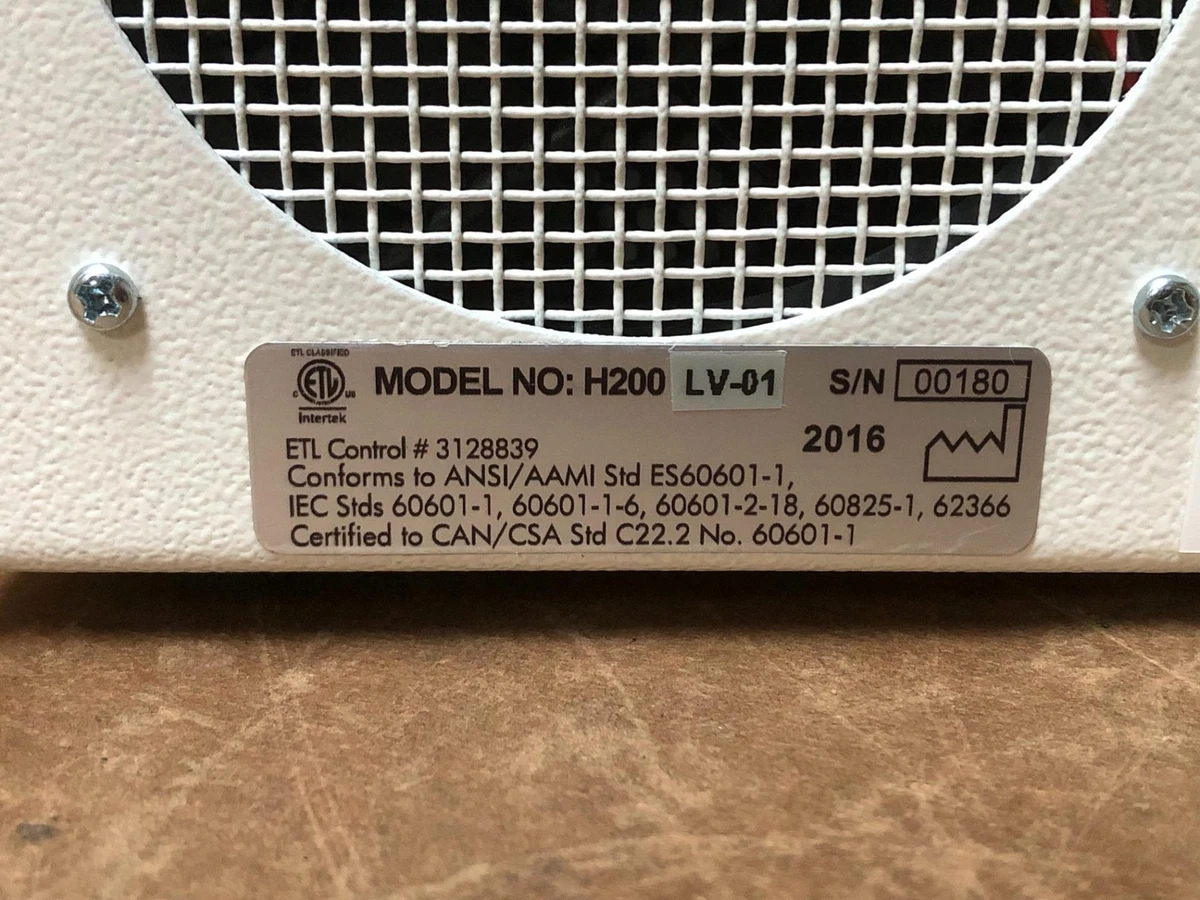 ETL CLASSIFIED
ETL
C US
Intertek
MODEL NO: H200 LV-01 S/N 00180
2016
ETL Control # 3128839
Conforms to ANSI/AAMI Std ES60601-1,
IEC Stds 60601-1, 60601-1-6, 60601-2-18, 60825-1, 62366
Certified to CAN/CSA Std C22.2 No. 60601-1